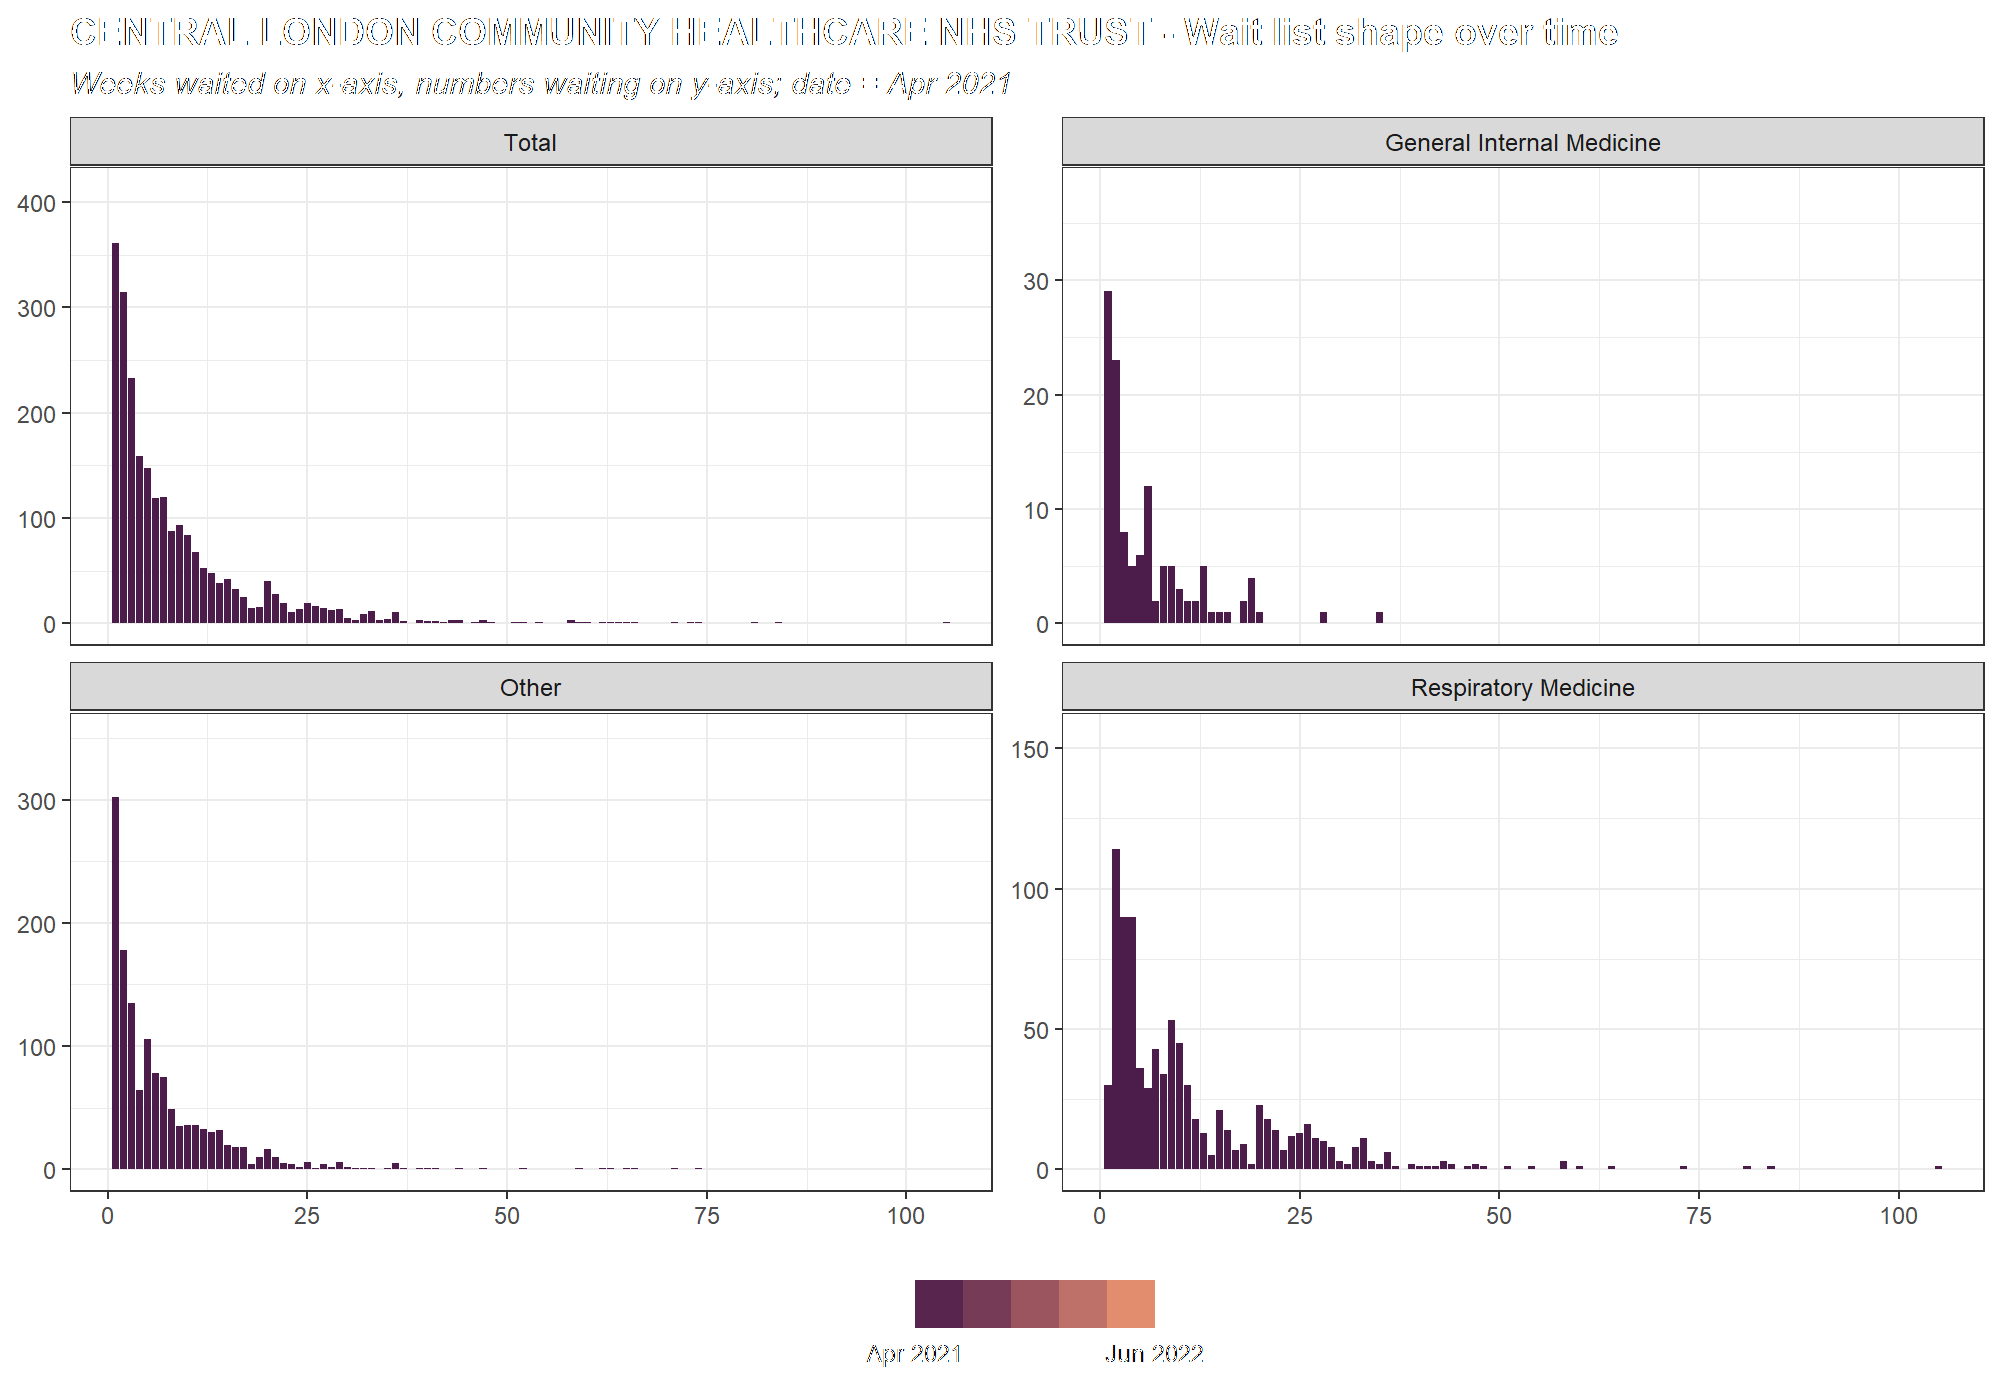 CENTRAL LONDON COMMUNITY HEALTHCARE NHS TRUST - Wait list shape over time
Weeks waited on x-axis, numbers waiting on y-axis; date = Apr 2021
Total
General Internal Medicine
400
300
200
100
0
30
20
10
0
Other
Respiratory Medicine
300
200
100
0
150
100
50
0
0 25 50 75 100
0 25 50 75 100
Apr 2021 Jun 2022